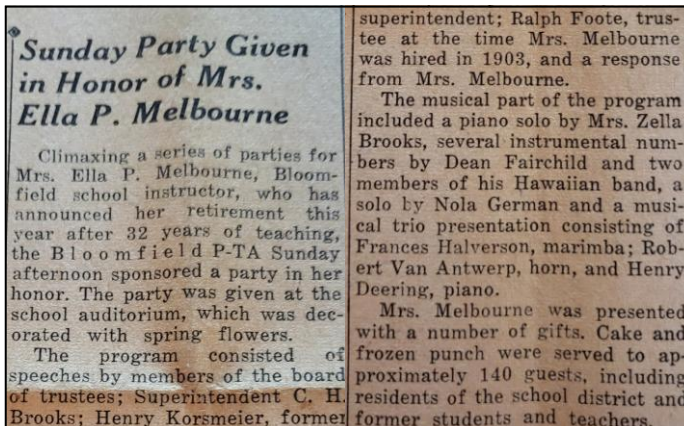 Sunday Party Given
in Honor of Mrs.
Ella P. Melbourne
Climaxing a series of parties for
Mrs. Ella P. Melbourne, Bloom-
field school instructor, who has
announced her retirement this
year after 32 years of teaching,
the Bloomfield P-TA Sunday
afternoon sponsored a party in her
honor. The party was given at the
school auditorium, which was dec-
orated with spring flowers.
The program consisted of
speeches by members of the board
of trustees; Superintendent C. H.
Brooks; Henry Korsmeier, former
superintendent; Ralph Foote, trus-
tee at the time Mrs. Melbourne
was hired in 1903, and a response
from Mrs. Melbourne.
The musical part of the program
included a piano solo by Mrs. Zella
Brooks, several instrumental num-
bers by Dean Fairchild and two
members of his Hawaiian band, a
solo by Nola German and a musi-
cal trio presentation consisting of
Frances Halverson, marimba; Rob-
ert Van Antwerp, horn, and Henry
Deering, piano.
Mrs. Melbourne was presented
with a number of gifts. Cake and
frozen punch were served to ap-
proximately 140 guests, including
residents of the school district and
former students and teachers.